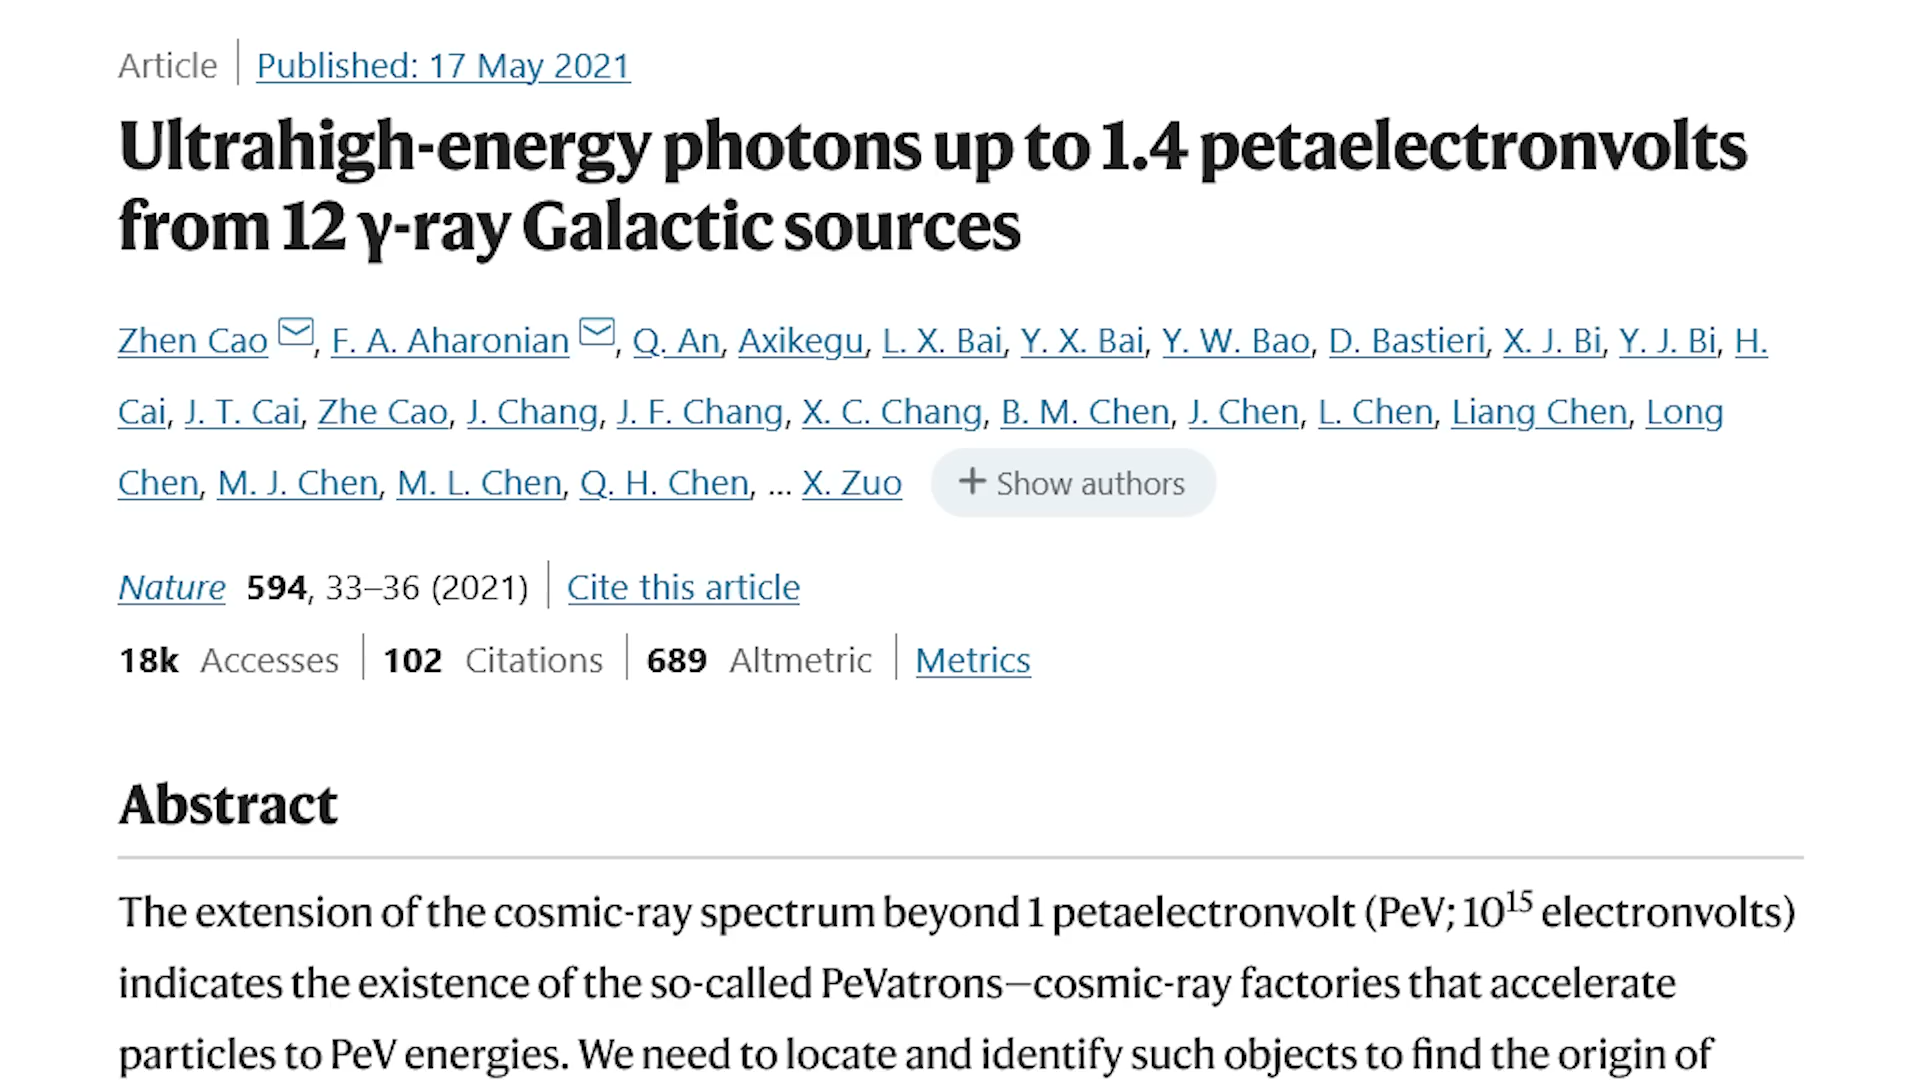 Article | Published: 17 May 2021
Ultrahigh-energy photons up to 1.4 petaelectronvolts
from 12 γ-ray Galactic sources
Zhen Cao, F. A. Aharonian, Q. An, Axikegu, L. X. Bai, Y. X. Bai, Y. W. Bao, D. Bastieri, X. J. Bi, Y. J. Bi, H.
Cai, J. T. Cai, Zhe Cao, J. Chang, J. F. Chang, X. C. Chang, B. M. Chen, J. Chen, L. Chen, Liang Chen, Long
Chen, M. J. Chen, M. L. Chen, Q. H. Chen, ... X. Zuo + Show authors
Nature 594, 33–36 (2021) | Cite this article
18k Accesses | 102 Citations | 689 Altmetric | Metrics
Abstract
The extension of the cosmic-ray spectrum beyond 1 petaelectronvolt (PeV; 10¹⁵ electronvolts)
indicates the existence of the so-called PeVatrons—cosmic-ray factories that accelerate
particles to PeV energies. We need to locate and identify such objects to find the origin of